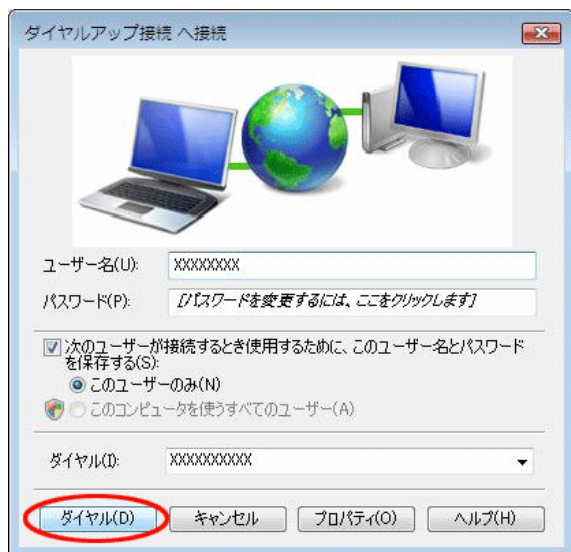 ダイヤルアップ接続 へ接続
ユーザー名(U):
XXXXXXXX
パスワード(P):
[パスワードを変更するには、ここをクリックします]
次のユーザーが接続するとき使用するために、このユーザー名とパスワード
を保存する(S):
このユーザーのみ(N)
このコンピュータを使うすべてのユーザー(A)
ダイヤル(I):
XXXXXXXXXX
ダイヤル(D)
キャンセル
プロパティ(O)
ヘルプ(H)